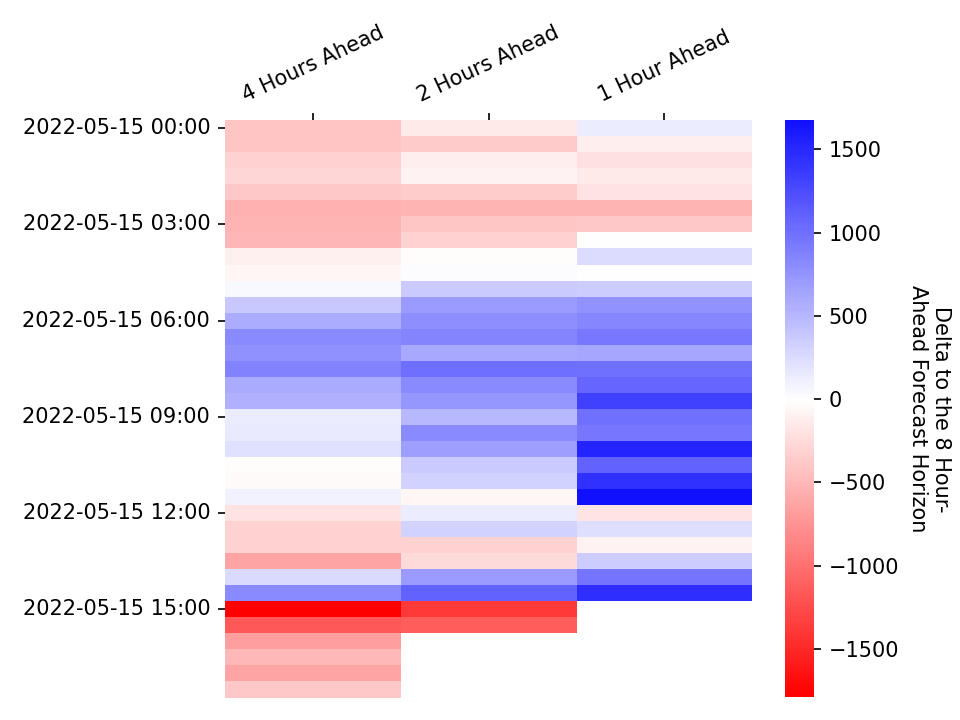 4 Hours Ahead
2 Hours Ahead
1 Hour Ahead
2022-05-15 00:00
2022-05-15 03:00
2022-05-15 06:00
2022-05-15 09:00
2022-05-15 12:00
2022-05-15 15:00
1500
1000
500
0
−500
−1000
−1500
Delta to the 8 Hour-
Ahead Forecast Horizon